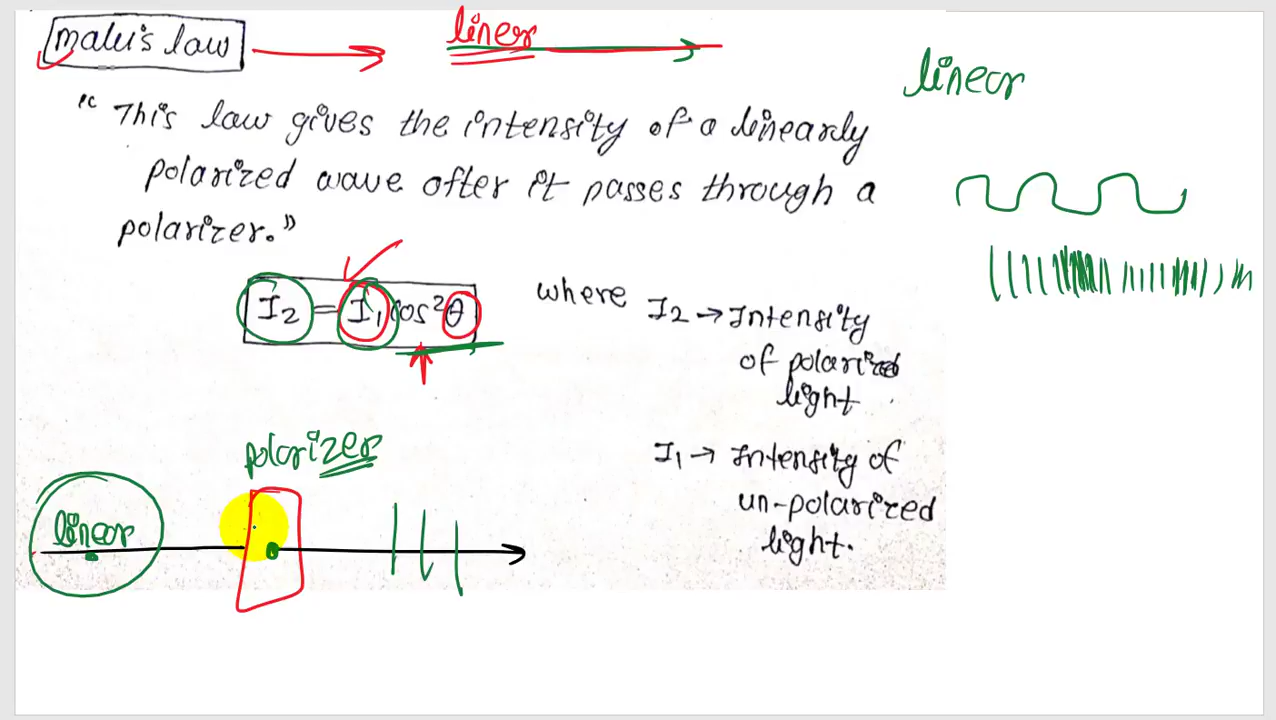 malu's law
liner
linear
"This law gives the intensity of a linearly
polarized wave after it passes through a
polarizer."
I₂ = I₁ cos²θ
where I₂ → Intensity
of polarized
light
I₁ → Intensity of
un-polarized
light.
polarizer
linear